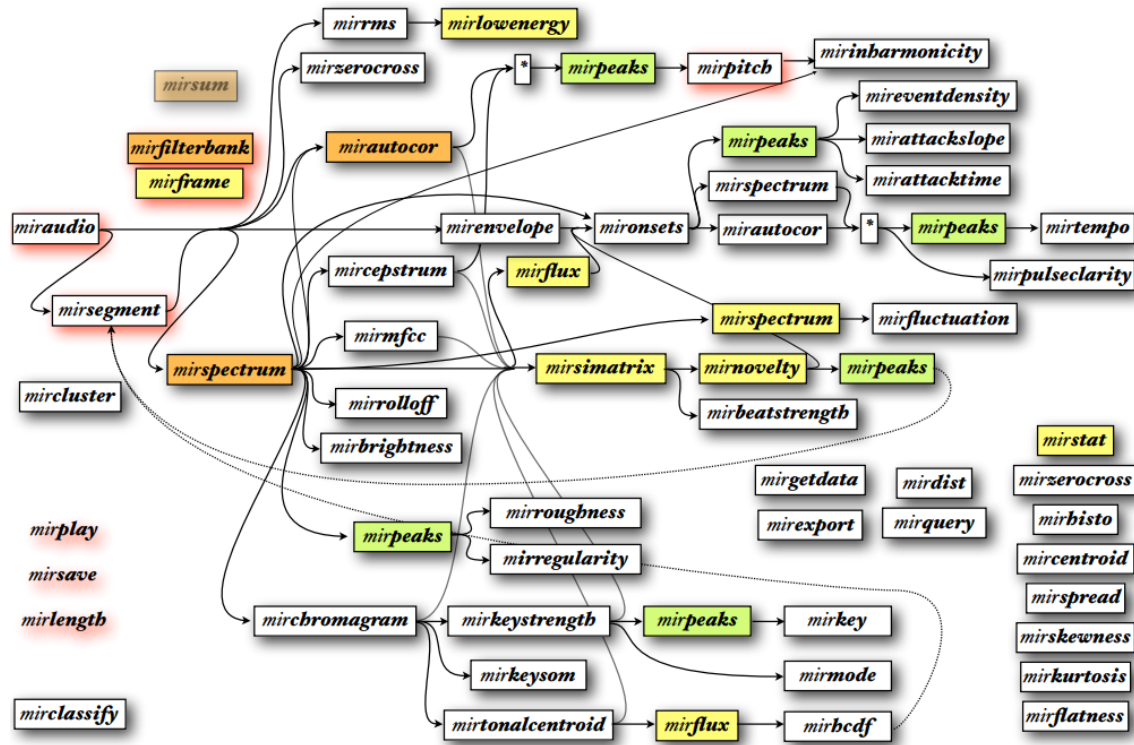 mirrms
mirlowenergy
mirzerocross
*
mirpeaks
mirpitch
mirinharmonicity
mirsum
mireventdensity
mirfilterbank
mirautocor
mirpeaks
mirattackslope
mirframe
mirspectrum
mirattacktime
miraudio
mirenvelope
mironsets
mirautocor
*
mirpeaks
mirtempo
mircepstrum
mirflux
mirpulseclarity
mirsegment
mirmfcc
mirspectrum
mirfluctuation
mirspectrum
mirsimatrix
mirnovelty
mirpeaks
mircluster
mirrolloff
mirbeatstrength
mirbrightness
mirstat
mirgetdata
mirdist
mirzerocross
mirroughness
mirexport
mirquery
mirhisto
mirplay
mirpeaks
mirregularity
mircentroid
mirsave
mirspread
mirlength
mirchromagram
mirkeystrength
mirpeaks
mirkey
mirskewness
mirkeysom
mirmode
mirkurtosis
mirclassify
mirtonalcentroid
mirflux
mirhcdf
mirflatness